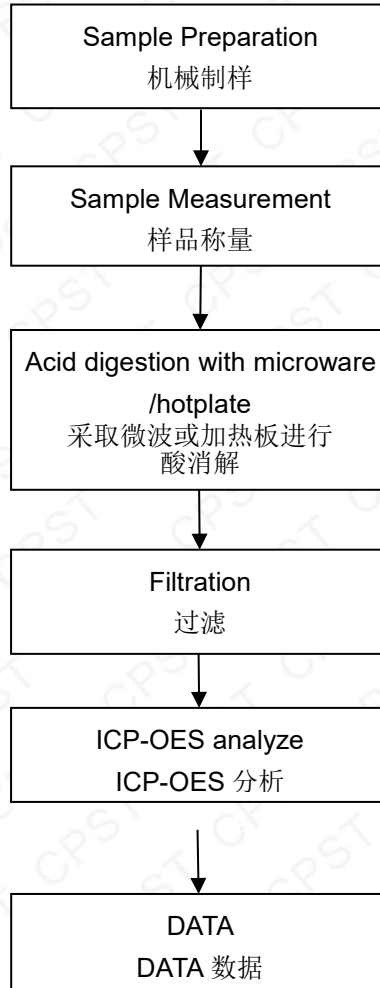 Sample Preparation
机械制样
Sample Measurement
样品称量
Acid digestion with microware
/hotplate
采取微波或加热板进行
酸消解
Filtration
过滤
ICP-OES analyze
ICP-OES 分析
DATA
DATA 数据